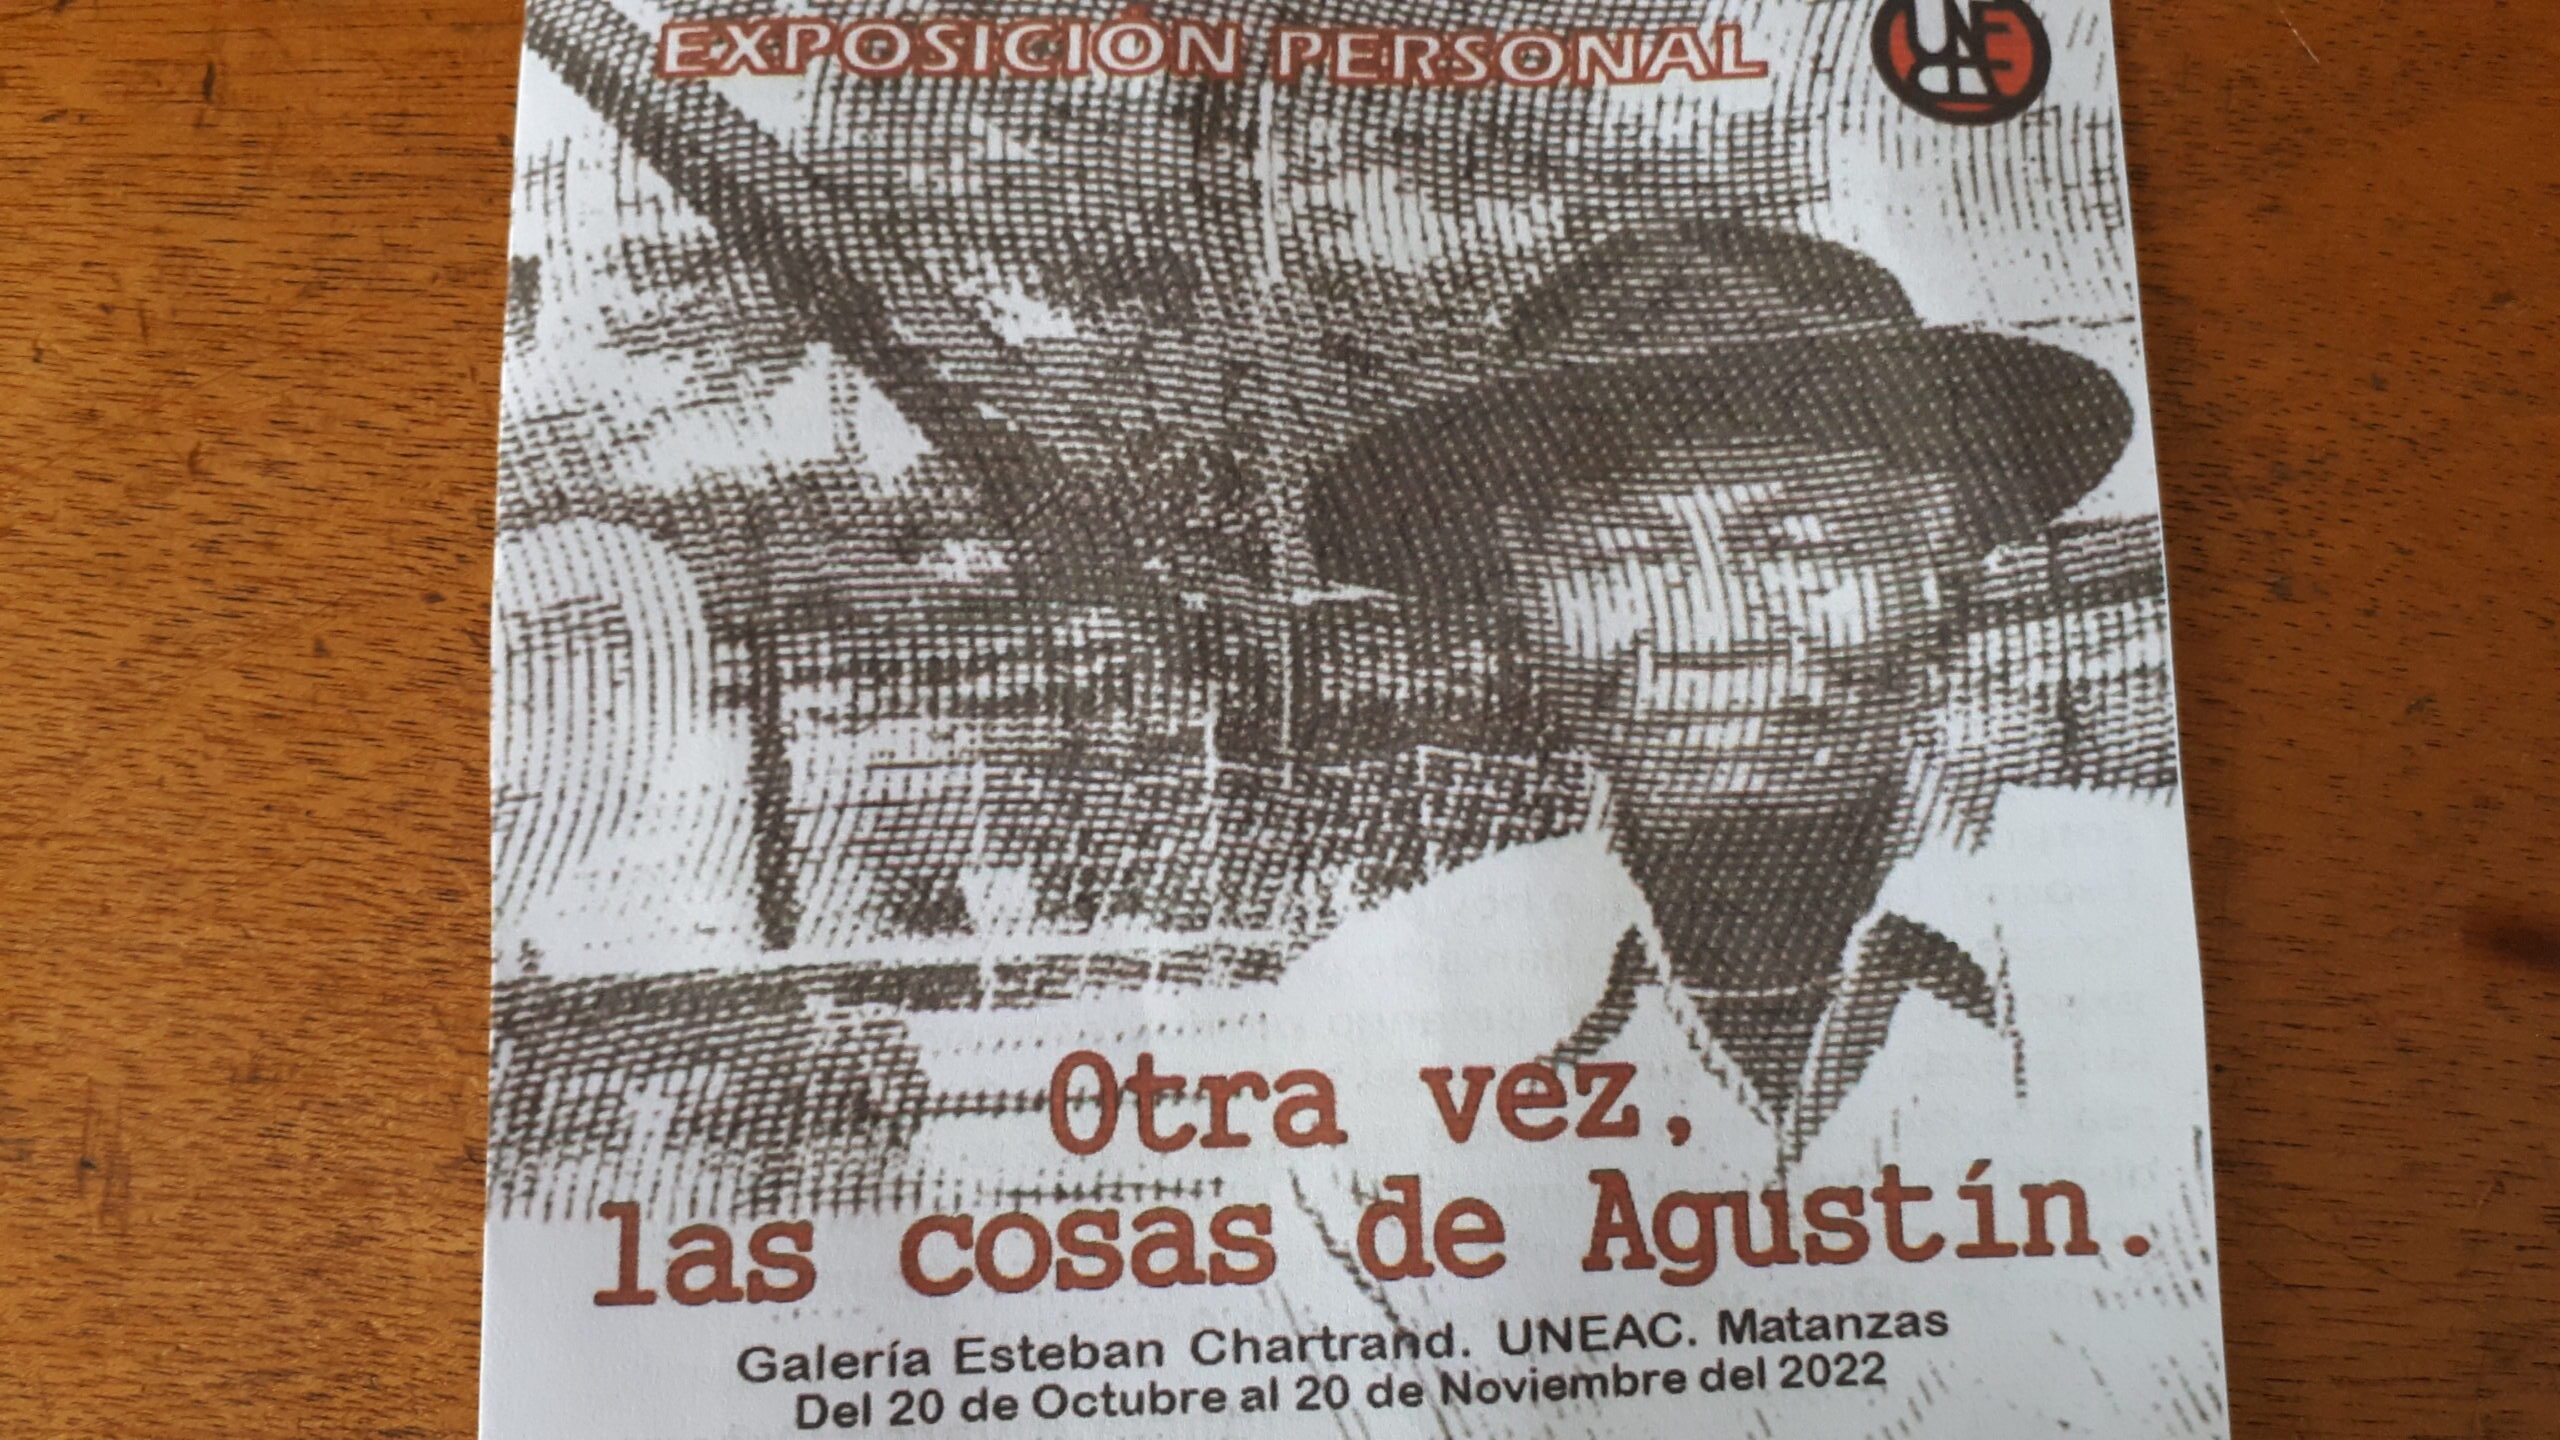 EXPOSICIÓN PERSONAL
UNEAC
Otra vez,
las cosas de Agustín.
Galería Esteban Chartrand. UNEAC. Matanzas
Del 20 de Octubre al 20 de Noviembre del 2022